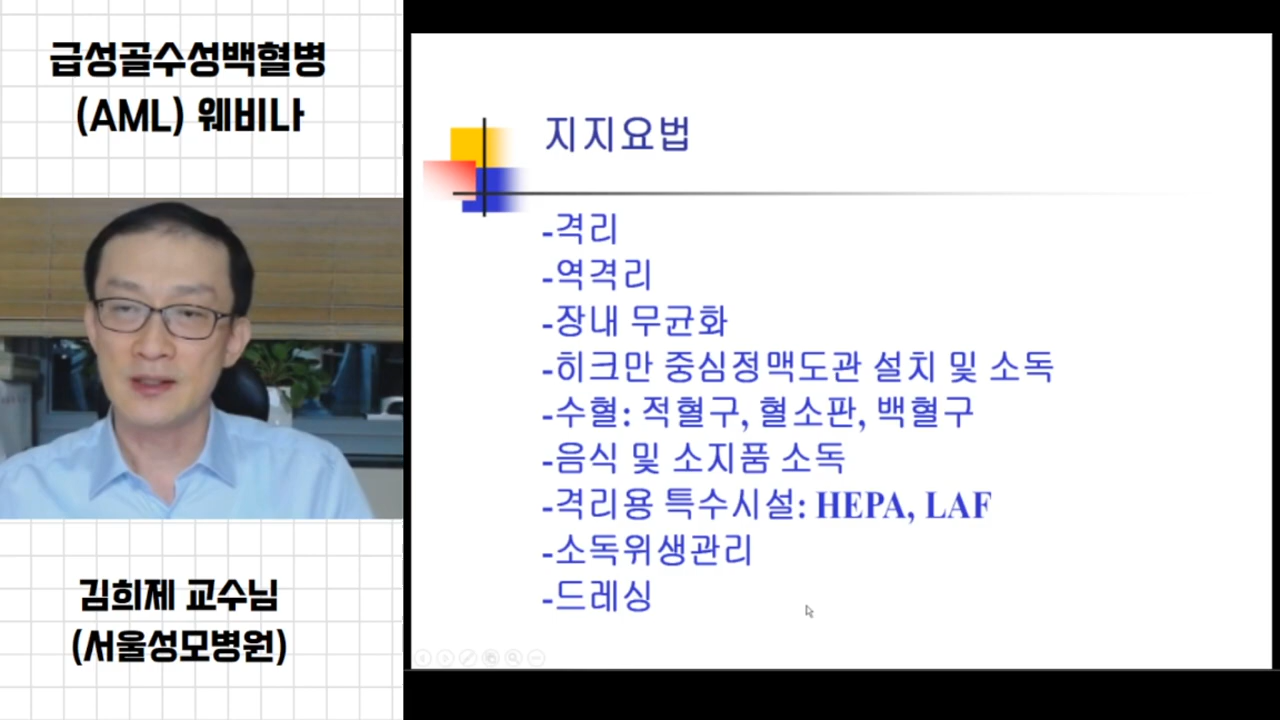 급성골수성백혈병
(AML) 웨비나
김희제 교수님
(서울성모병원)
지지요법
-격리
-역격리
-장내 무균화
-히크만 중심정맥도관 설치 및 소독
-수혈: 적혈구, 혈소판, 백혈구
-음식 및 소지품 소독
-격리용 특수시설: HEPA, LAF
-소독위생관리
-드레싱